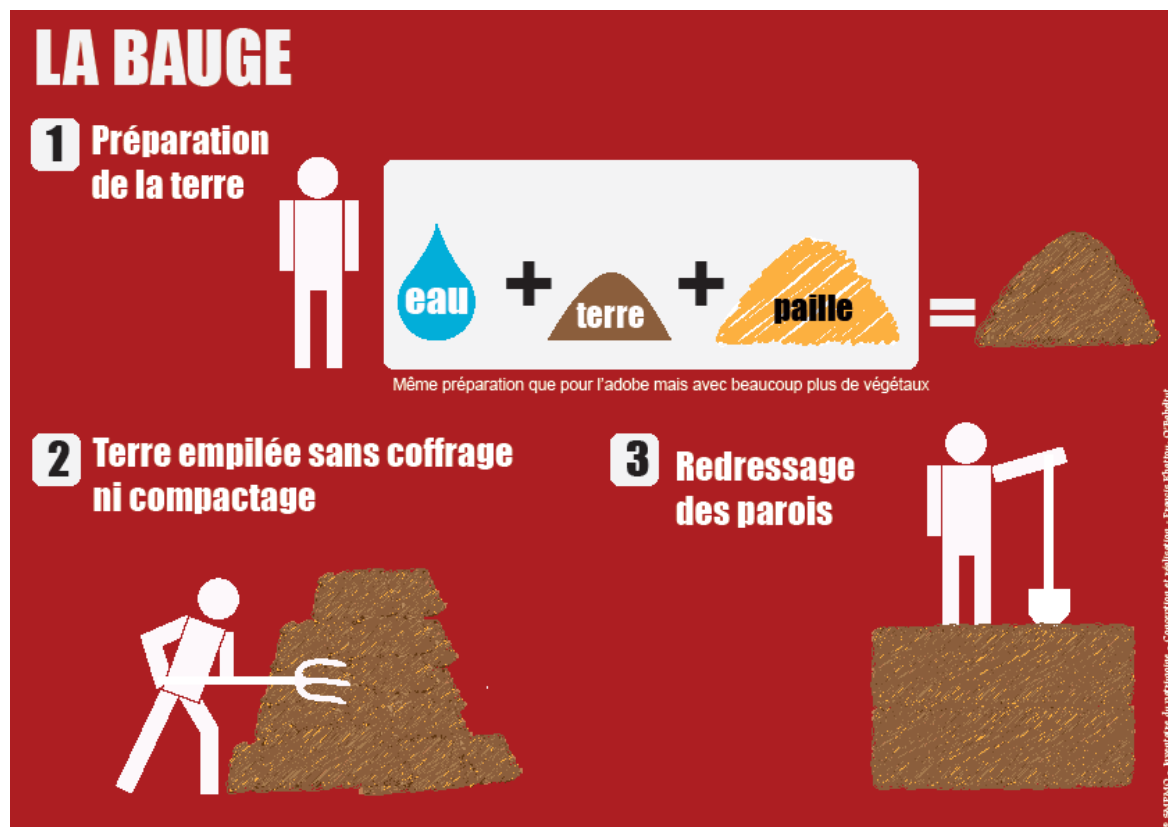 LA BAUGE
1 Préparation
de la terre
eau + terre + paille =
Même préparation que pour l'adobe mais avec beaucoup plus de végétaux
2 Terre empilée sans coffrage
ni compactage
3 Redressage
des parois